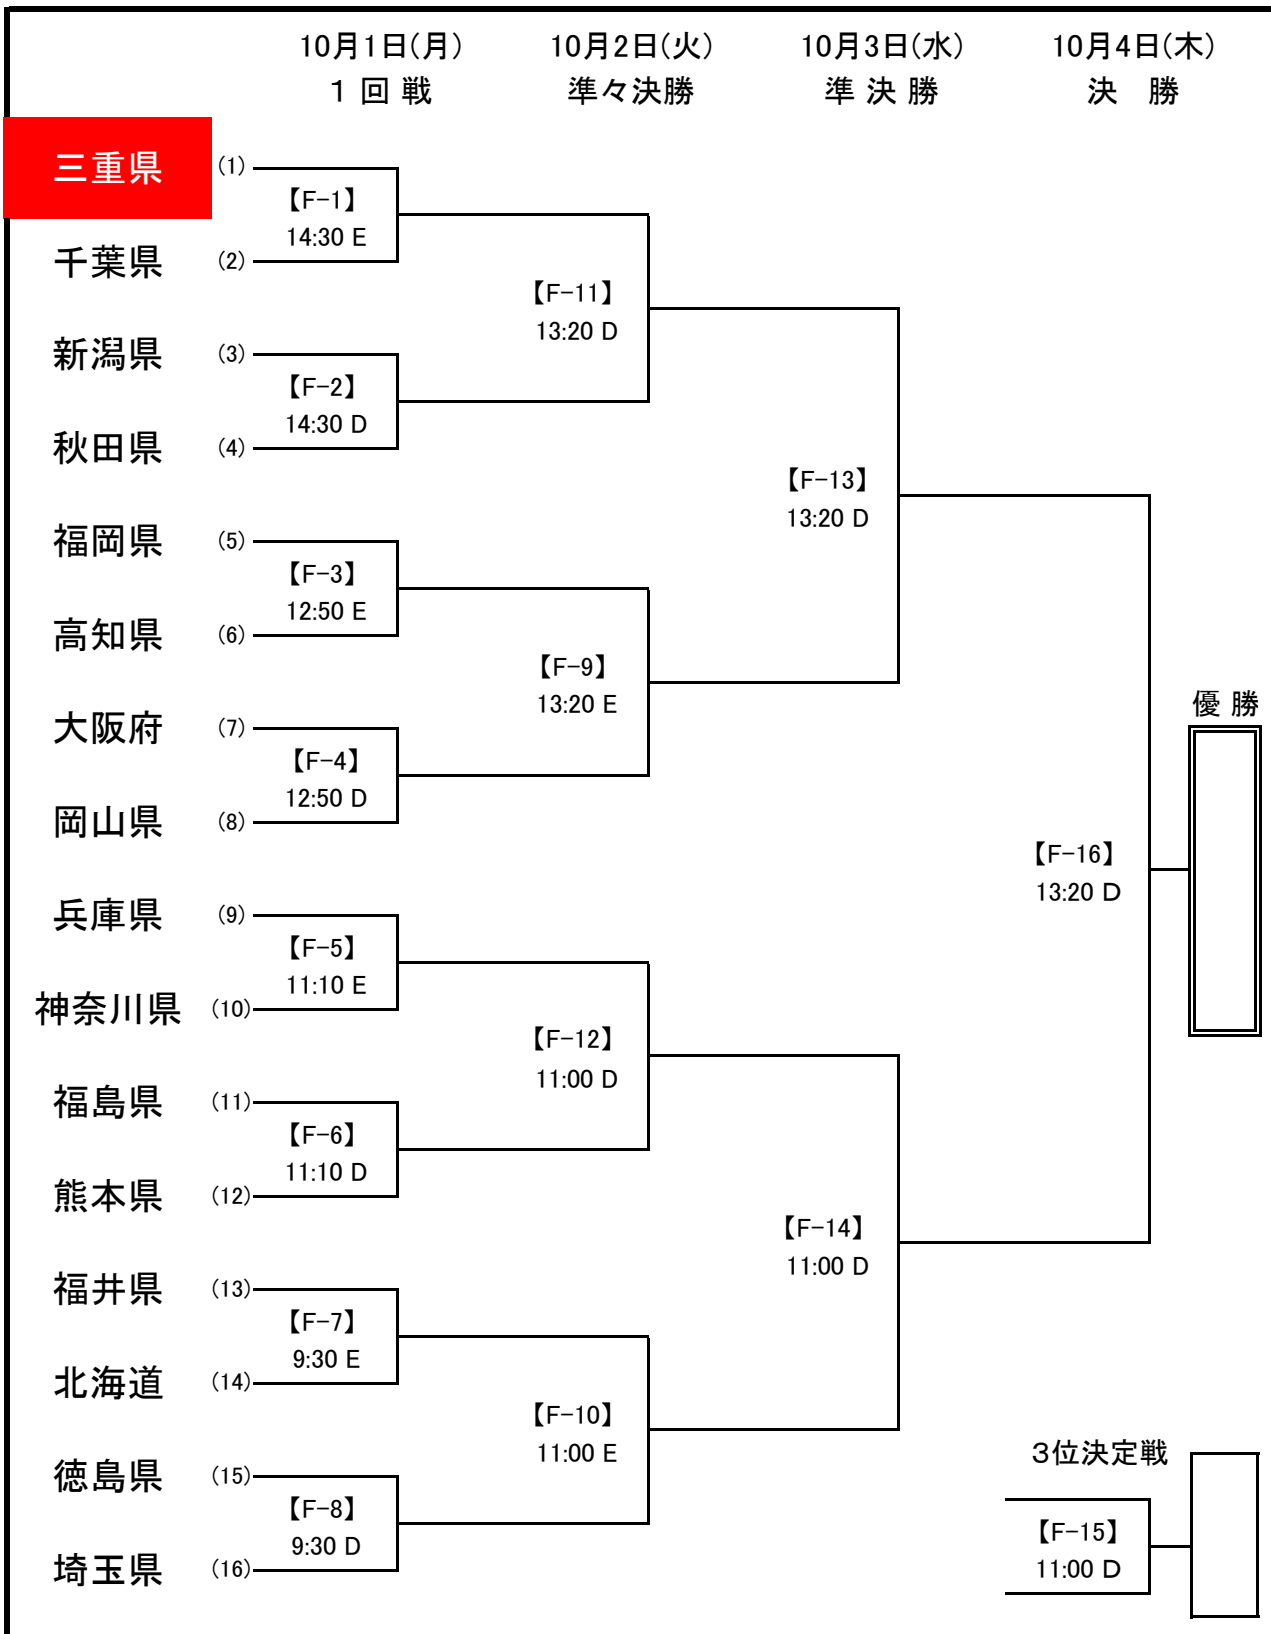 10月1日(月) 10月2日(火) 10月3日(水) 10月4日(木)
1 回 戦 準々決勝 準 決 勝 決 勝
三重県 (1)
【F-1】
14:30 E
千葉県 (2)
【F-11】
13:20 D
新潟県 (3)
【F-2】
14:30 D
秋田県 (4)
【F-13】
13:20 D
福岡県 (5)
【F-3】
12:50 E
高知県 (6)
【F-9】
13:20 E
優 勝
大阪府 (7)
【F-4】
12:50 D
岡山県 (8)
【F-16】
13:20 D
兵庫県 (9)
【F-5】
11:10 E
神奈川県 (10)
【F-12】
11:00 D
福島県 (11)
【F-6】
11:10 D
熊本県 (12)
【F-14】
11:00 D
福井県 (13)
【F-7】
9:30 E
北海道 (14)
【F-10】
11:00 E
3位決定戦
徳島県 (15)
【F-8】
9:30 D
【F-15】
11:00 D
埼玉県 (16)